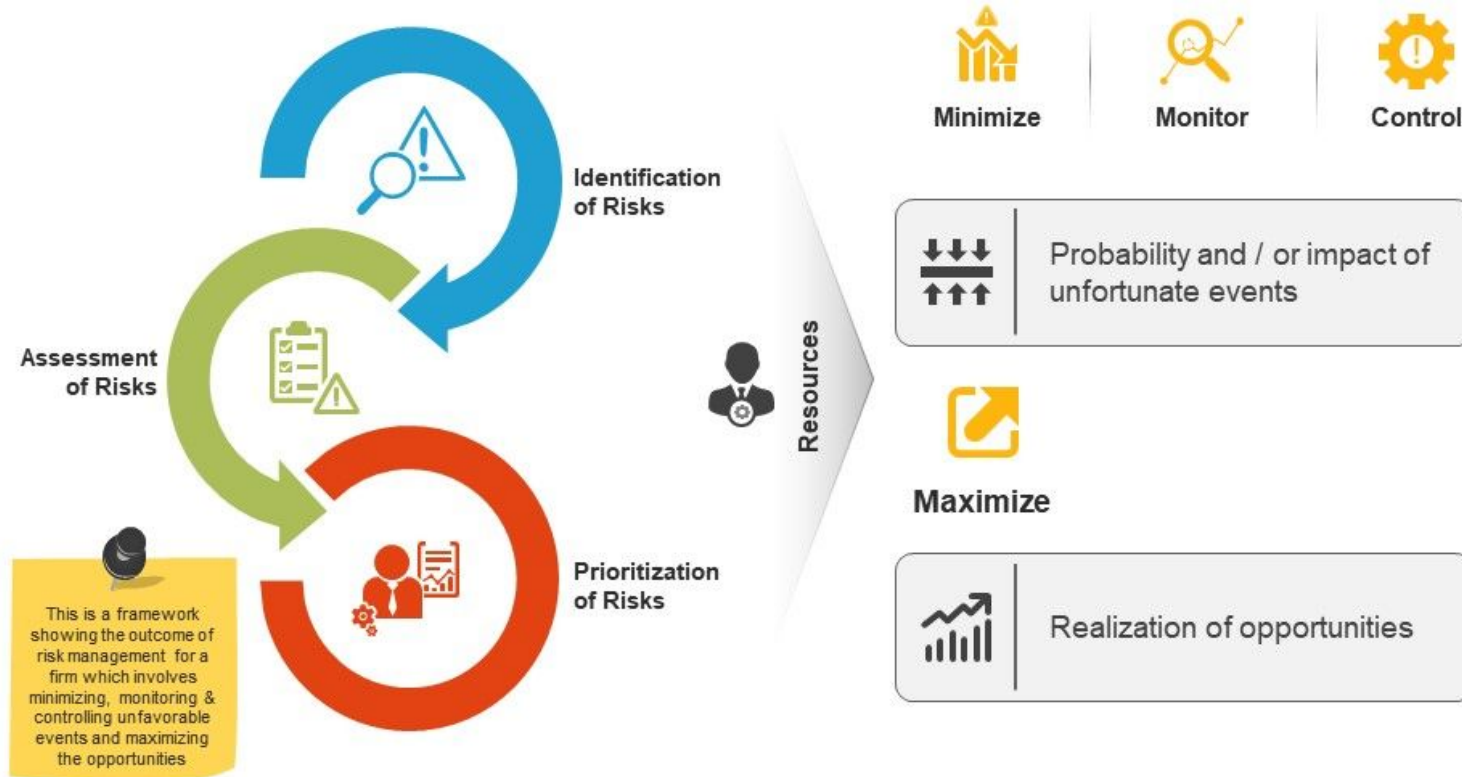 Identification
of Risks
Assessment
of Risks
Prioritization
of Risks
This is a framework
showing the outcome of
risk management for a
firm which involves
minimizing, monitoring &
controlling unfavorable
events and maximizing
the opportunities
Resources
Minimize
Monitor
Control
Probability and / or impact of
unfortunate events
Maximize
Realization of opportunities